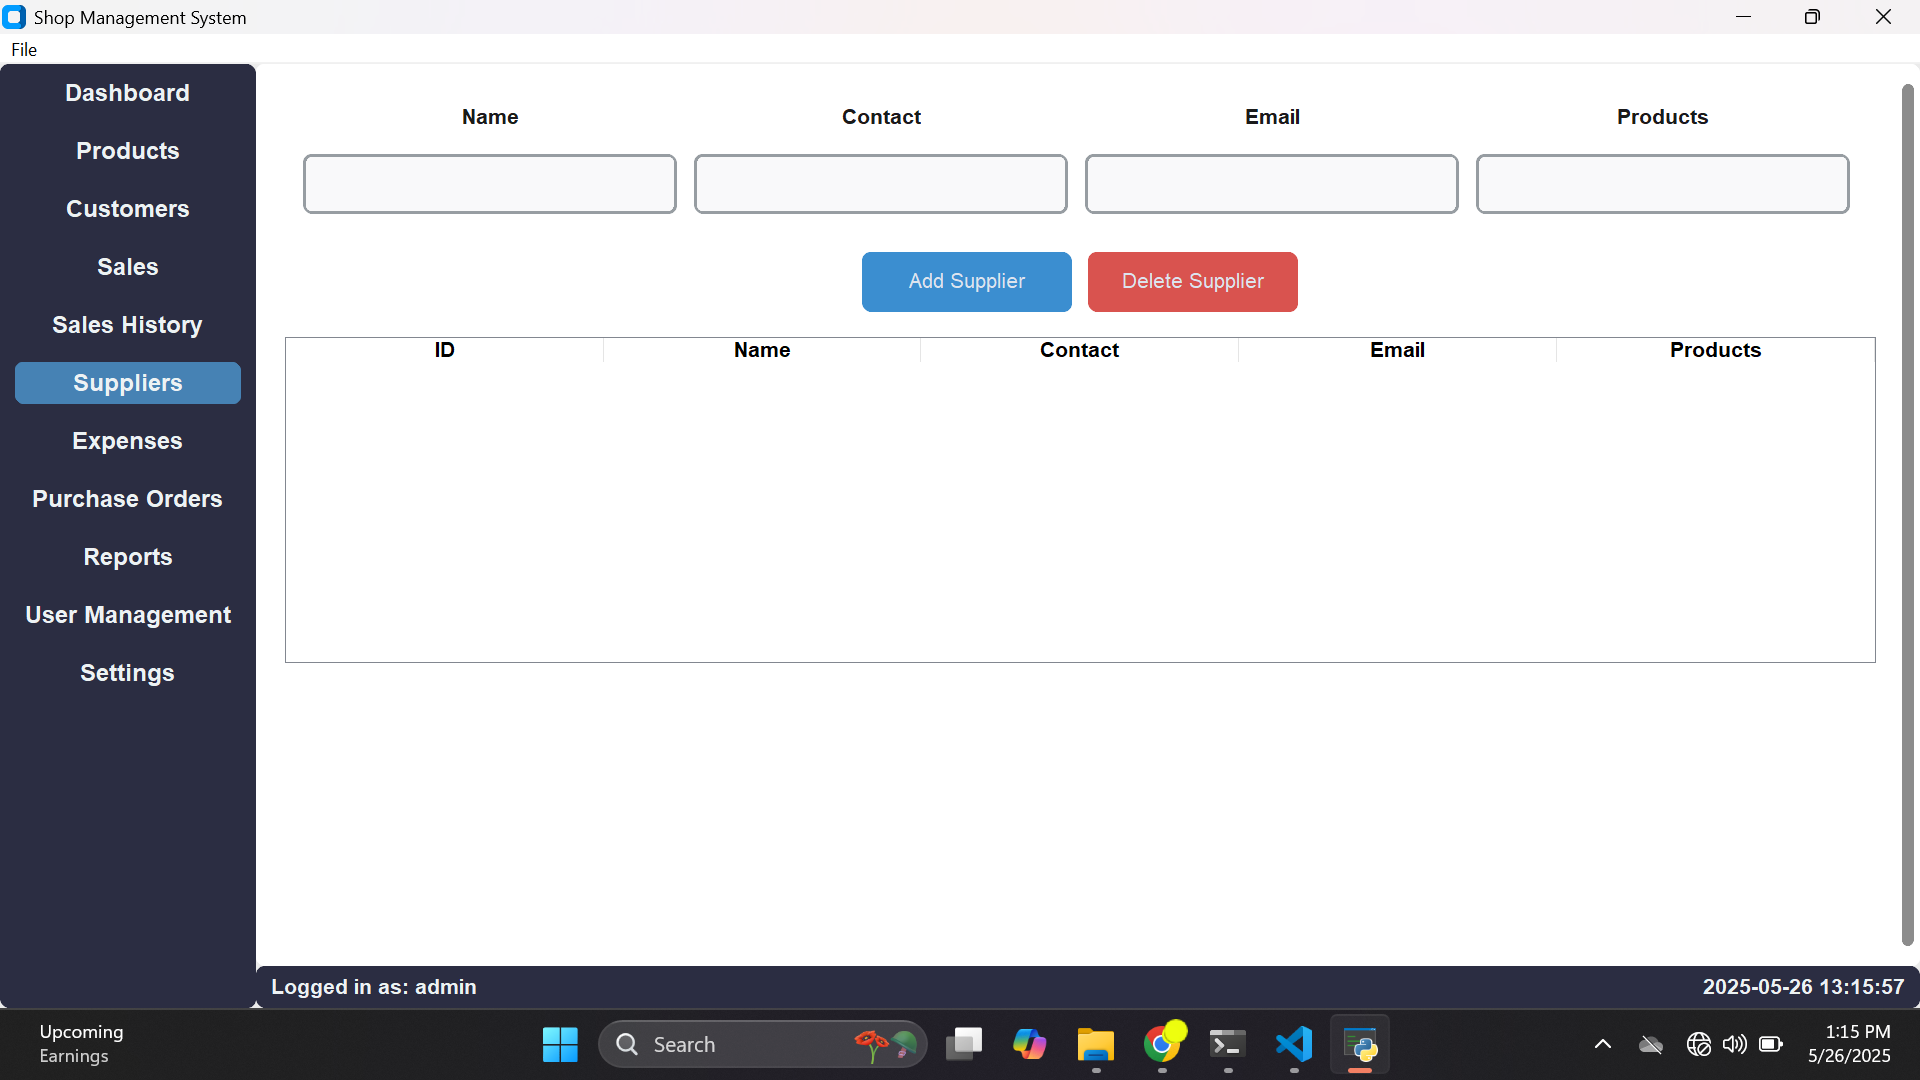 Shop Management System
File
Dashboard
Products
Customers
Sales
Sales History
Suppliers
Expenses
Purchase Orders
Reports
User Management
Settings
Name Contact Email Products
Add Supplier Delete Supplier
ID Name Contact Email Products
Logged in as: admin 2025-05-26 13:15:57
Upcoming
Earnings
Search
1:15 PM
5/26/2025